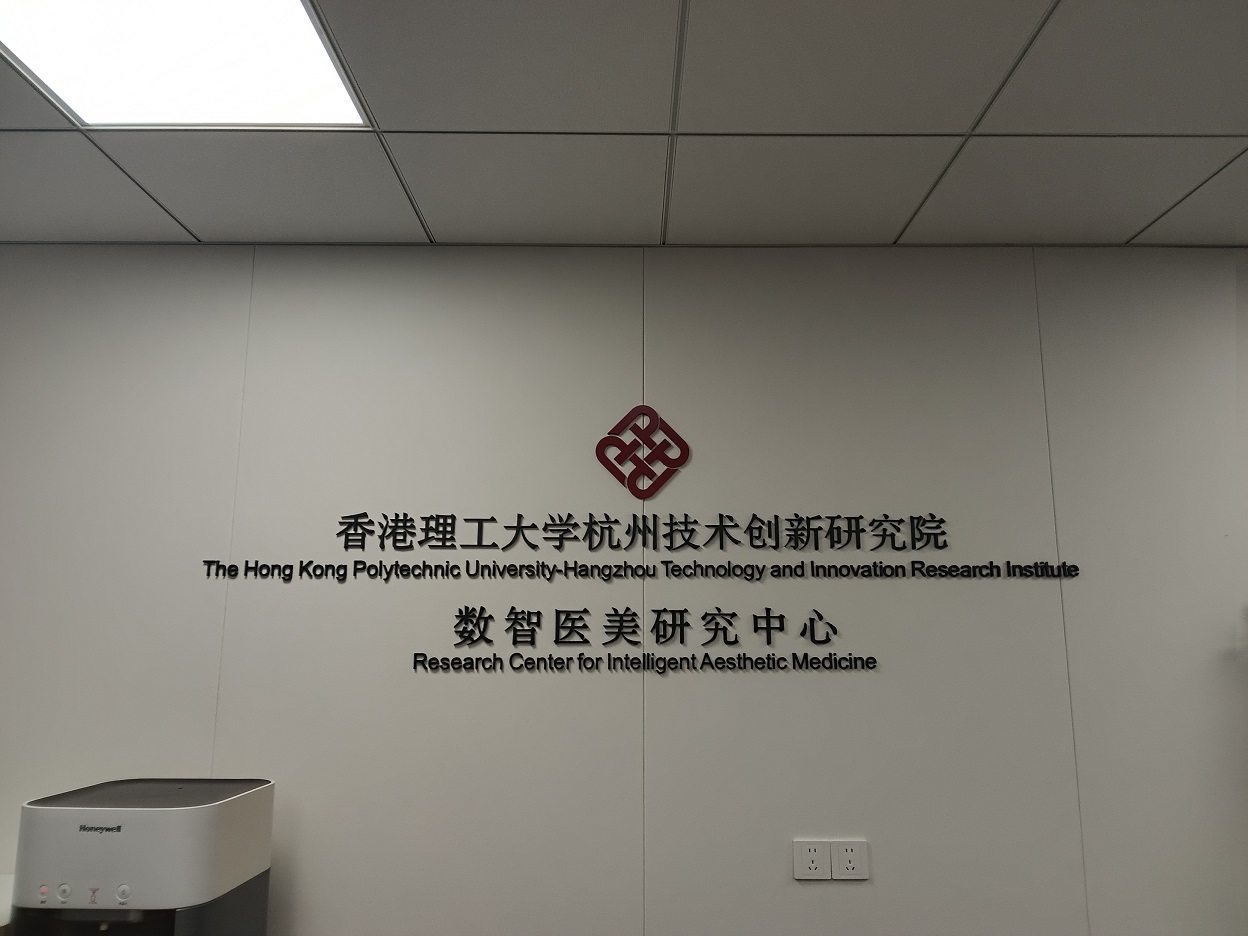 香港理工大学杭州技术创新研究院
The Hong Kong Polytechnic University-Hangzhou Technology and Innovation Research Institute
数智医美研究中心
Research Center for Intelligent Aesthetic Medicine
Honeywell